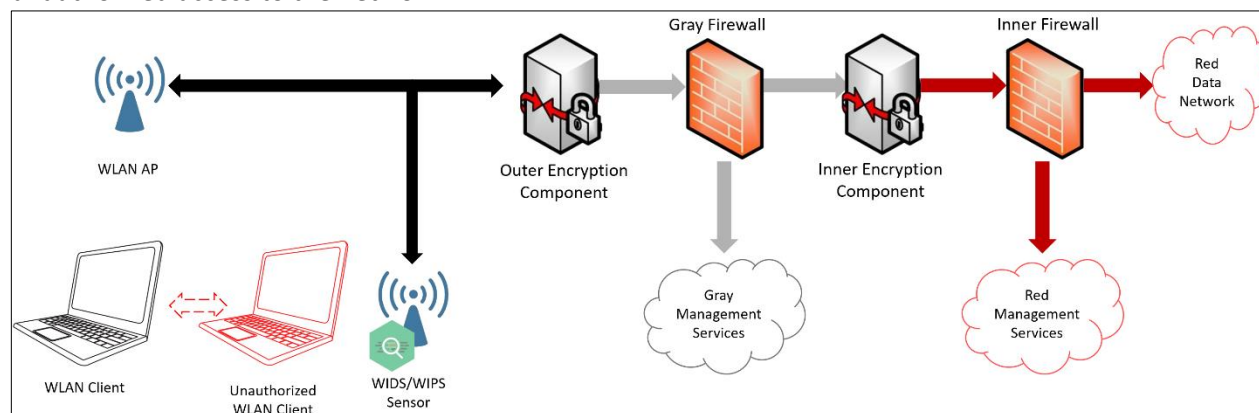 Gray Firewall
Inner Firewall
Red
Data
Network
WLAN AP
Outer Encryption
Component
Inner Encryption
Component
Gray
Management
Services
Red
Management
Services
WLAN Client
Unauthorized
WLAN Client
WIDS/WIPS
Sensor